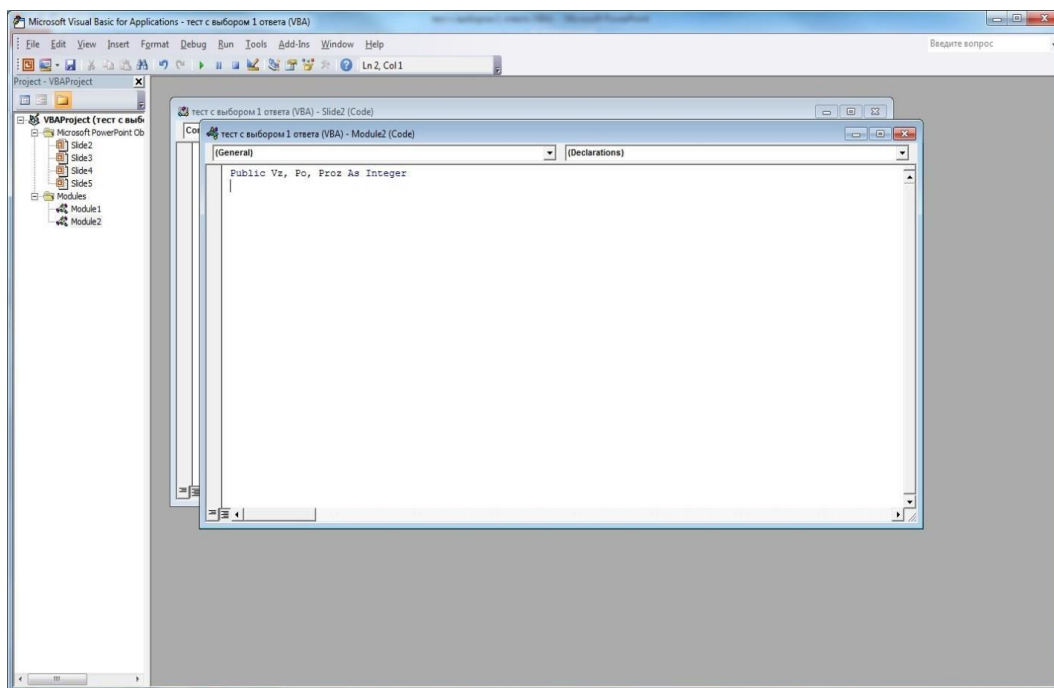 Microsoft Visual Basic for Applications - тест с выбором 1 ответа (VBA)
File Edit View Insert Format Debug Run Tools Add-Ins Window Help
Введите вопрос
Ln 2, Col 1
Project - VBAProject
VBAProject (тест с выбо
Microsoft PowerPoint Ob
Slide2
Slide3
Slide4
Slide5
Modules
Module1
Module2
тест с выбором 1 ответа (VBA) - Slide2 (Code)
Co
тест с выбором 1 ответа (VBA) - Module2 (Code)
(General)
(Declarations)
Public Vz, Po, Proz As Integer